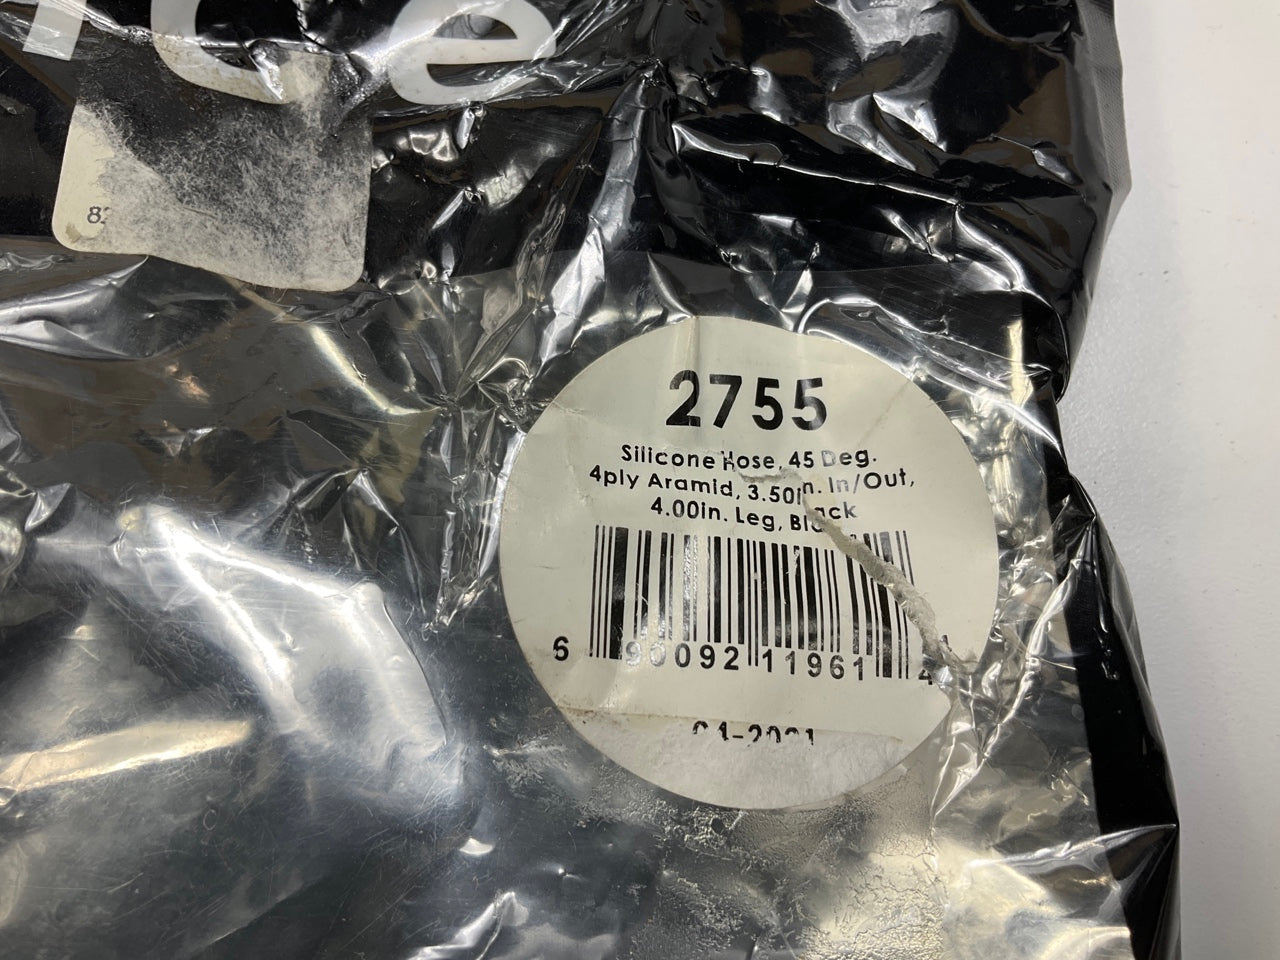 ice
2755
Silicone Hose, 45 Deg.
4ply Aramid, 3.50in. In/Out,
4.00in. Leg, Black
6 90092 11961 4